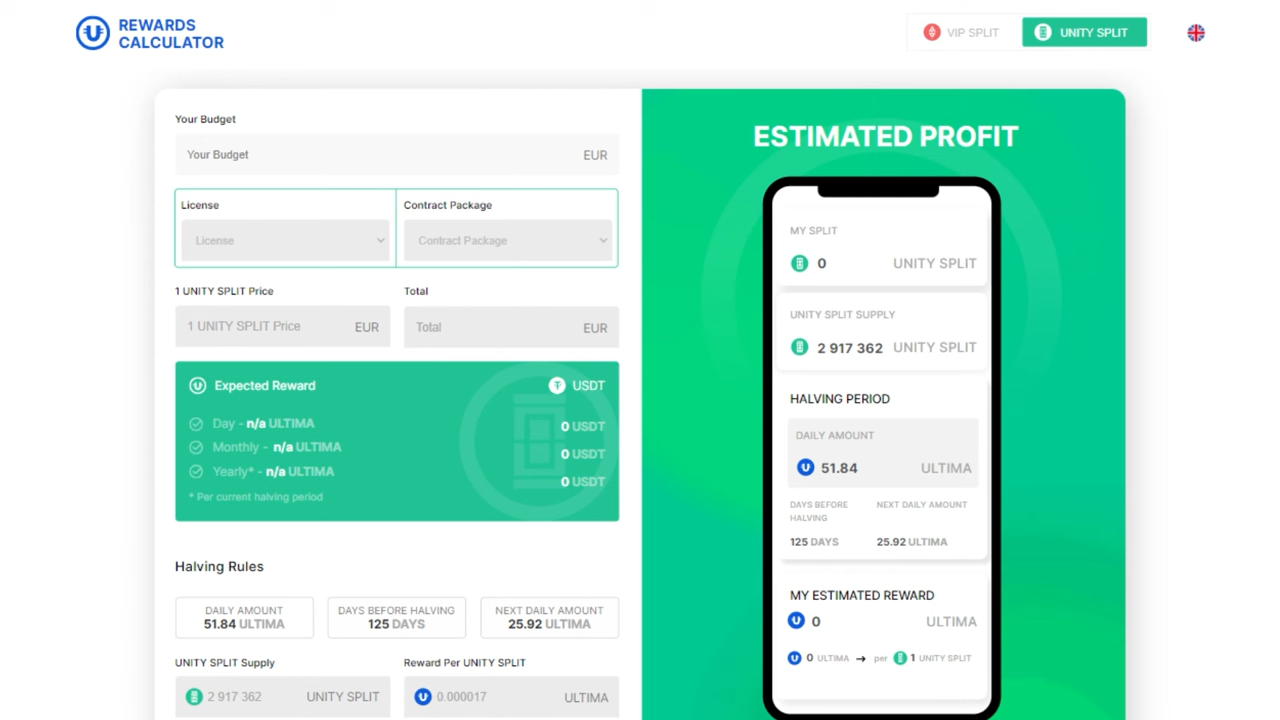 REWARDS
CALCULATOR
VIP SPLIT
UNITY SPLIT
Your Budget
Your Budget
EUR
License
Contract Package
License
Contract Package
1 UNITY SPLIT Price
Total
1 UNITY SPLIT Price
EUR
Total
EUR
Expected Reward
USDT
Day - n/a ULTIMA
0 USDT
Monthly - n/a ULTIMA
0 USDT
Yearly* - n/a ULTIMA
0 USDT
* Per current halving period
Halving Rules
DAILY AMOUNT
51.84 ULTIMA
DAYS BEFORE HALVING
125 DAYS
NEXT DAILY AMOUNT
25.92 ULTIMA
UNITY SPLIT Supply
Reward Per UNITY SPLIT
2 917 362
UNITY SPLIT
0.000017
ULTIMA
ESTIMATED PROFIT
MY SPLIT
0
UNITY SPLIT
UNITY SPLIT SUPPLY
2 917 362
UNITY SPLIT
HALVING PERIOD
DAILY AMOUNT
51.84
ULTIMA
DAYS BEFORE
HALVING
NEXT DAILY AMOUNT
125 DAYS
25.92 ULTIMA
MY ESTIMATED REWARD
0
ULTIMA
0 ULTIMA → per 1 UNITY SPLIT